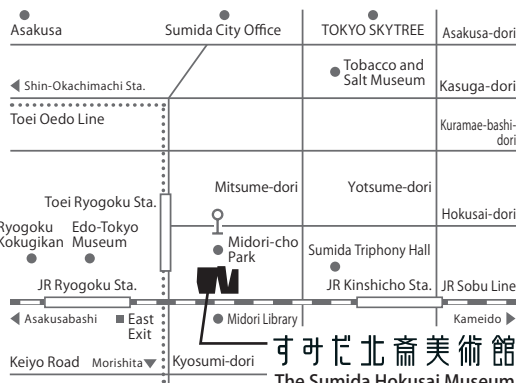 Asakusa
Sumida City Office
TOKYO SKYTREE
Asakusa-dori
Tobacco and
Salt Museum
Shin-Okachimachi Sta.
Kasuga-dori
Toei Oedo Line
Kuramae-bashi-
dori
Mitsume-dori
Yotsume-dori
Toei Ryogoku Sta.
Hokusai-dori
Ryogoku
Kokugikan
Edo-Tokyo
Museum
Midori-cho
Park
Sumida Triphony Hall
JR Ryogoku Sta.
JR Kinshicho Sta.
JR Sobu Line
Asakusabashi
East
Exit
Midori Library
Kameido
すみだ北斎美術館
Keiyo Road
Morishita
Kyosumi-dori
The Sumida Hokusai Museum